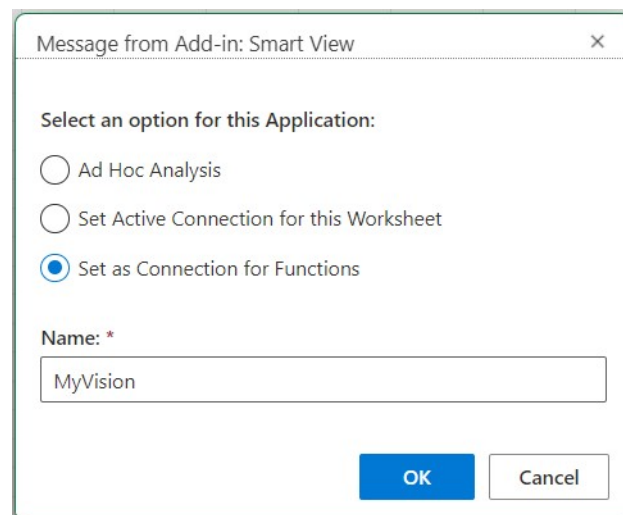 Message from Add-in: Smart View
Select an option for this Application:
Ad Hoc Analysis
Set Active Connection for this Worksheet
Set as Connection for Functions
Name: *
MyVision
OK Cancel